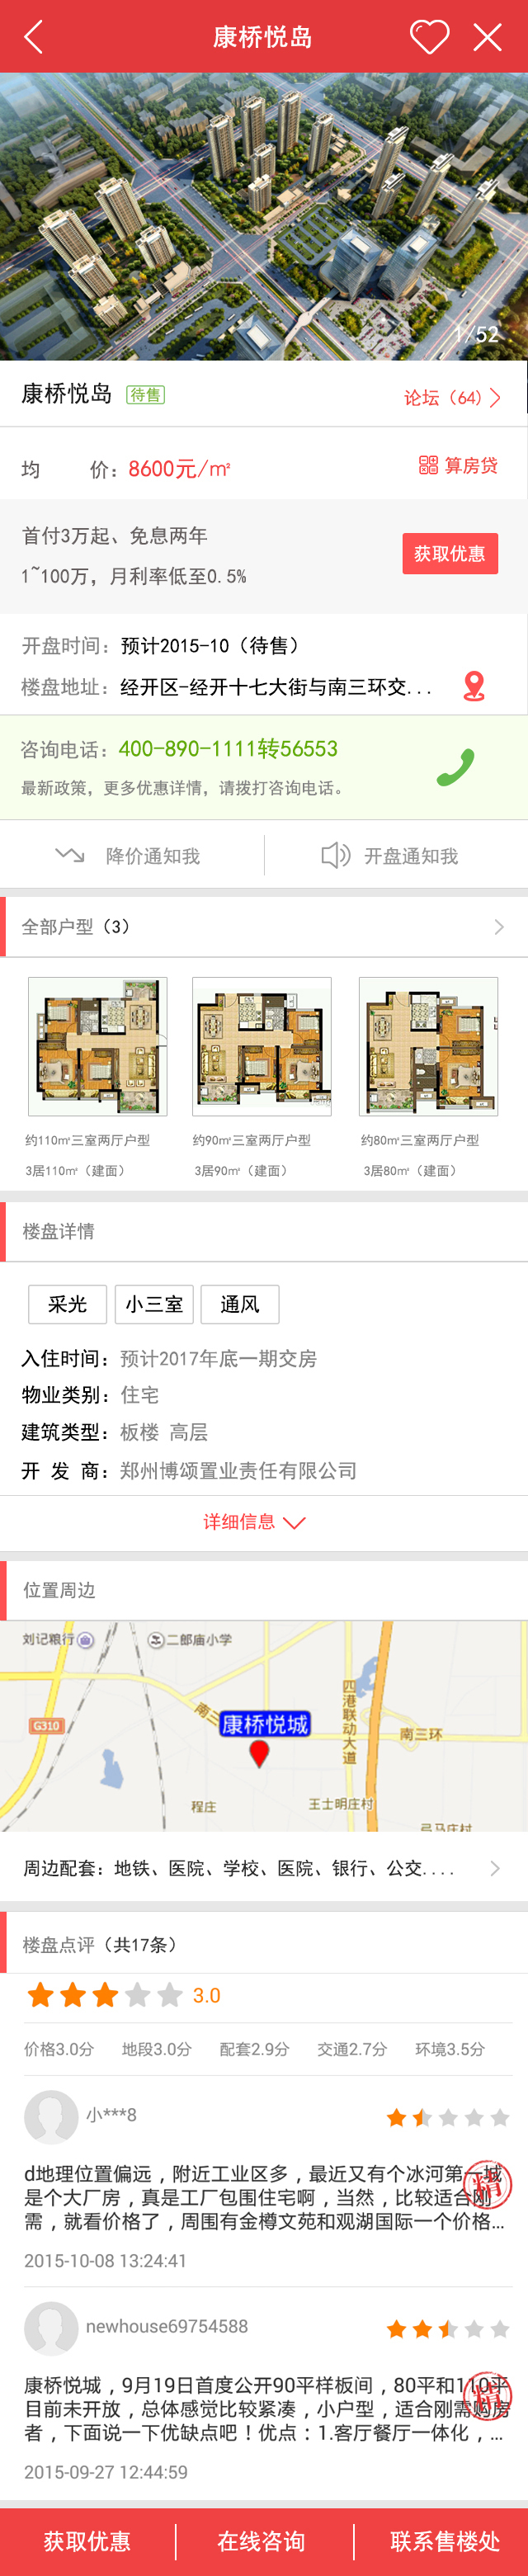 康桥悦岛
1/52
康桥悦岛 待售 论坛（64）
均 价：8600元/㎡ 算房贷
首付3万起、免息两年
1~100万，月利率低至0.5% 获取优惠
开盘时间：预计2015-10（待售）
楼盘地址：经开区-经开十七大街与南三环交...
咨询电话：400-890-1111转56553
最新政策，更多优惠详情，请拨打咨询电话。
降价通知我 开盘通知我
全部户型（3）
约110㎡三室两厅户型 约90㎡三室两厅户型 约80㎡三室两厅户型
3居110㎡（建面） 3居90㎡（建面） 3居80㎡（建面）
楼盘详情
采光 小三室 通风
入住时间：预计2017年底一期交房
物业类别：住宅
建筑类型：板楼 高层
开 发 商：郑州博颂置业责任有限公司
详细信息
位置周边
刘记粮行 二郎庙小学
四港联动大道
南三
康桥悦城
G310
南三环
程庄 王士明庄村
弓马庄村
周边配套：地铁、医院、学校、医院、银行、公交....
楼盘点评（共17条）
3.0
价格3.0分 地段3.0分 配套2.9分 交通2.7分 环境3.5分
小***8
d地理位置偏远，附近工业区多，最近又有个冰河第一城
是个大厂房，真是工厂包围住宅啊，当然，比较适合刚
需，就看价格了，周围有金樽文苑和观湖国际一个价格...
精
2015-10-08 13:24:41
newhouse69754588
康桥悦城，9月19日首度公开90平样板间，80平和110平
目前未开放，总体感觉比较紧凑，小户型，适合刚需购房
者，下面说一下优缺点吧！优点：1.客厅餐厅一体化，...
精
2015-09-27 12:44:59
获取优惠 在线咨询 联系售楼处